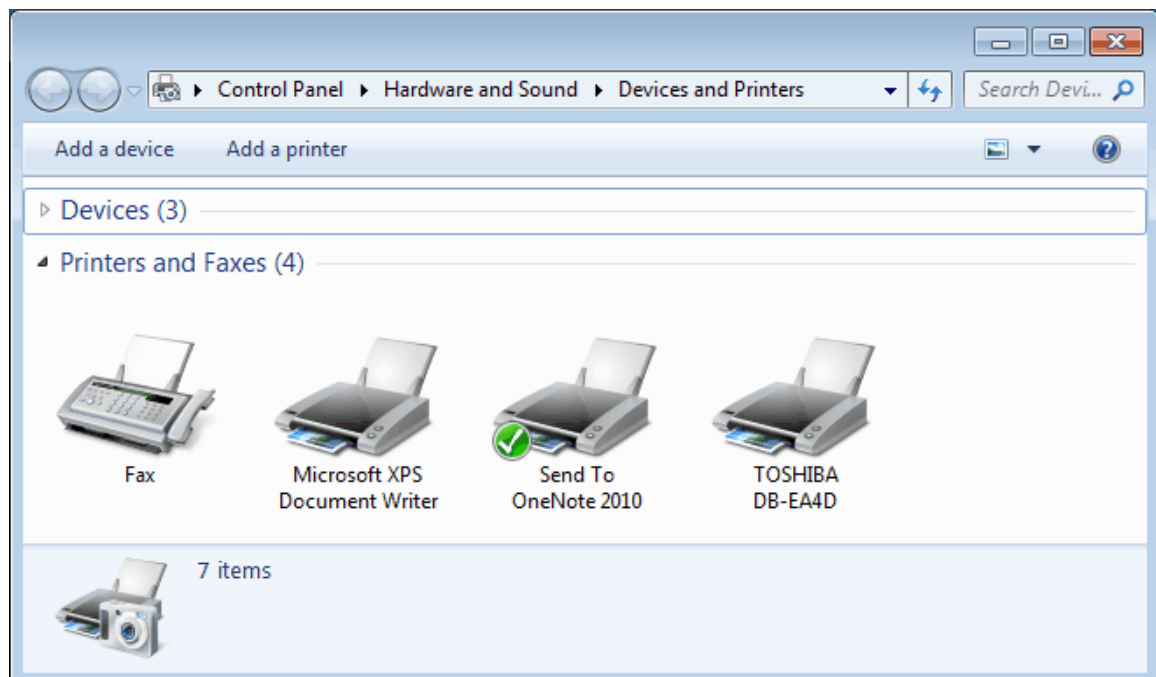 Control Panel Hardware and Sound Devices and Printers Search Devi...
Add a device Add a printer
Devices (3)
Printers and Faxes (4)
Fax
Microsoft XPS
Document Writer
Send To
OneNote 2010
TOSHIBA
DB-EA4D
7 items